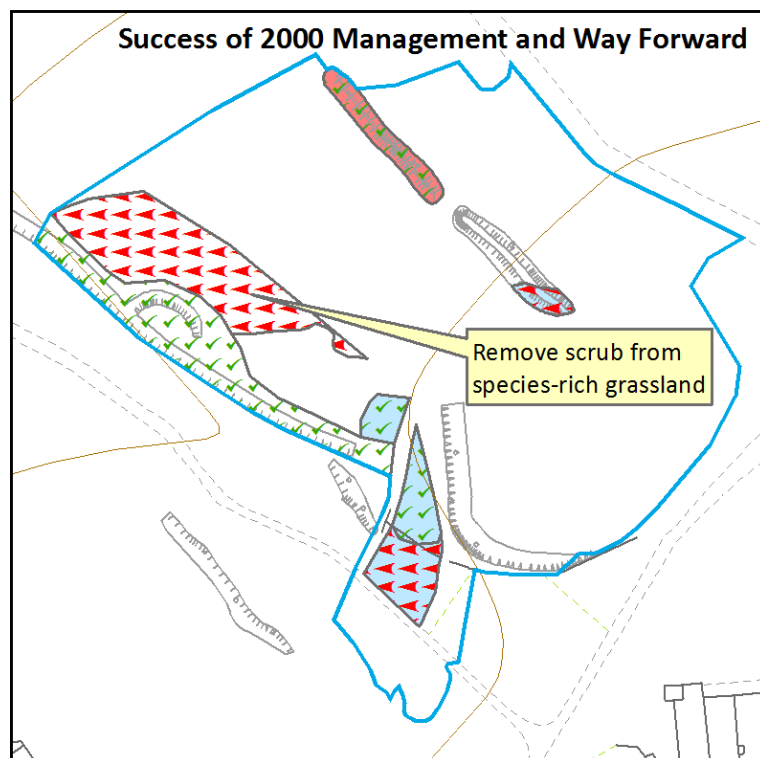 Success of 2000 Management and Way Forward
Remove scrub from
species-rich grassland